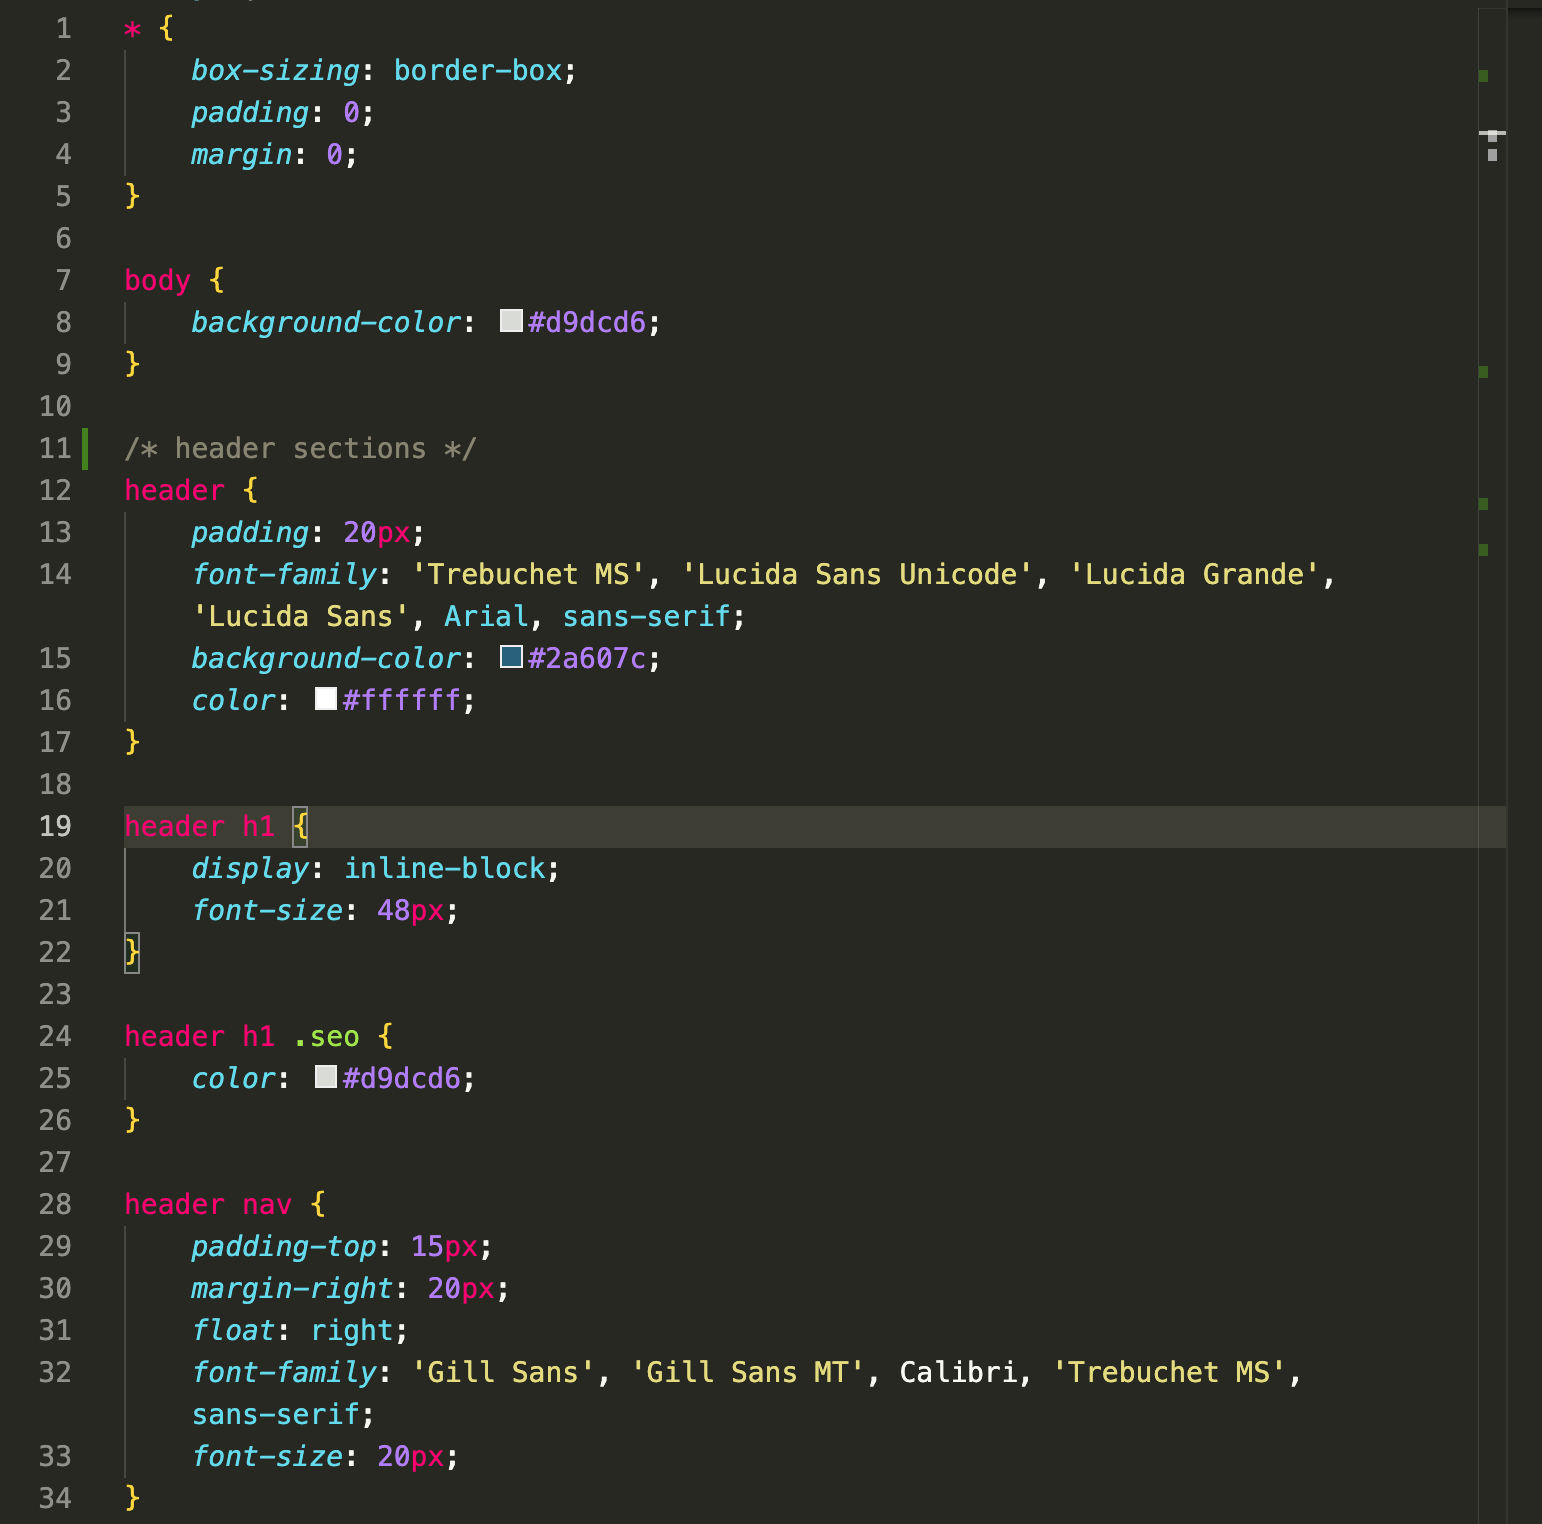 1 * {
2 box-sizing: border-box;
3 padding: 0;
4 margin: 0;
5 }
6
7 body {
8 background-color: #d9dcd6;
9 }
10
11 /* header sections */
12 header {
13 padding: 20px;
14 font-family: 'Trebuchet MS', 'Lucida Sans Unicode', 'Lucida Grande',
'Lucida Sans', Arial, sans-serif;
15 background-color: #2a607c;
16 color: #ffffff;
17 }
18
19 header h1 {
20 display: inline-block;
21 font-size: 48px;
22 }
23
24 header h1 .seo {
25 color: #d9dcd6;
26 }
27
28 header nav {
29 padding-top: 15px;
30 margin-right: 20px;
31 float: right;
32 font-family: 'Gill Sans', 'Gill Sans MT', Calibri, 'Trebuchet MS',
sans-serif;
33 font-size: 20px;
34 }